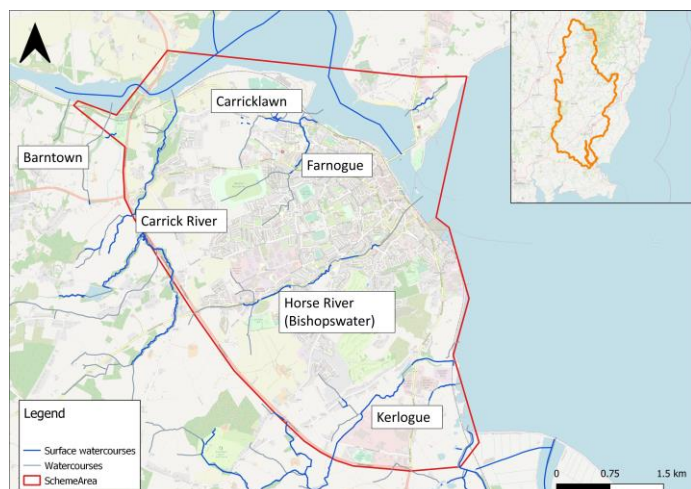 Carricklawn
Barntown
Farnogue
Carrick River
Horse River
(Bishopswater)
Kerlogue
Legend
Surface watercourses
Watercourses
SchemeArea
0 0.75 1.5 km